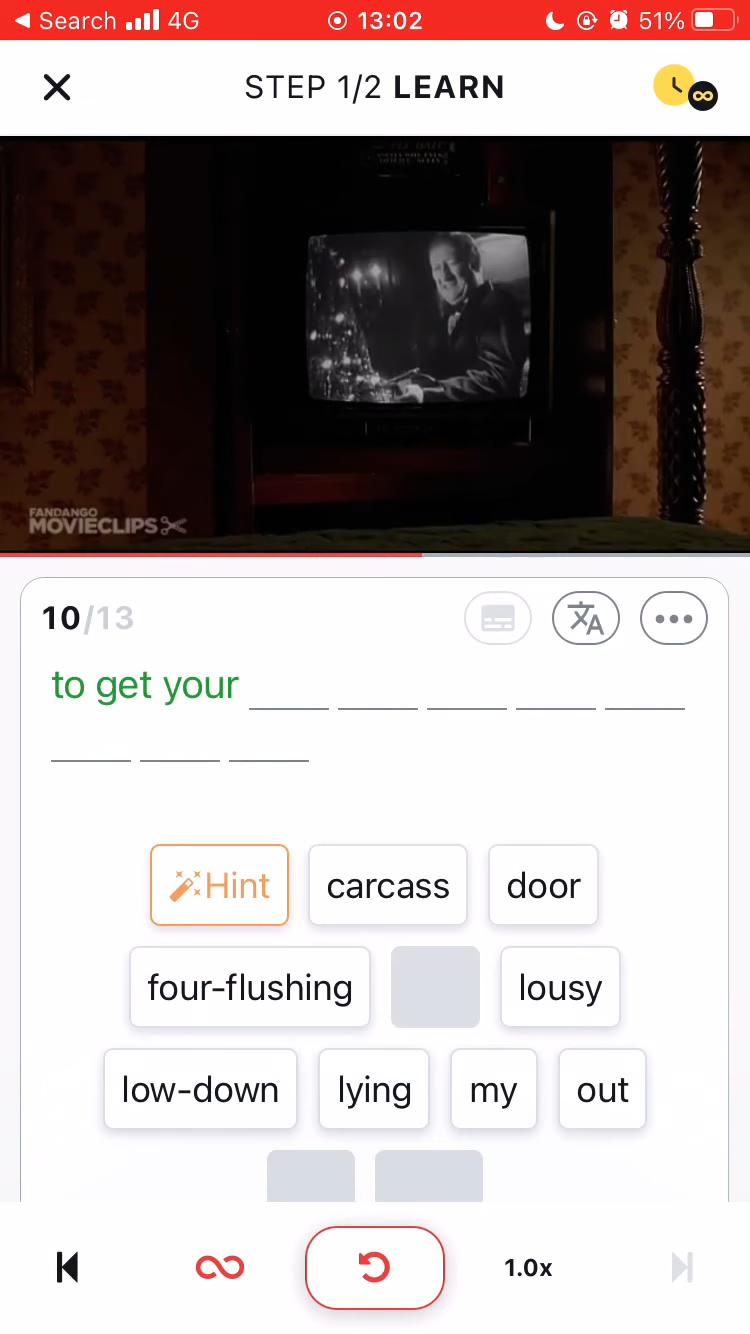 Search 4G 13:02 51%
STEP 1/2 LEARN
FANDANGO
MOVIECLIPS
10/13
to get your
Hint carcass door
four-flushing lousy
low-down lying my out
1.0x